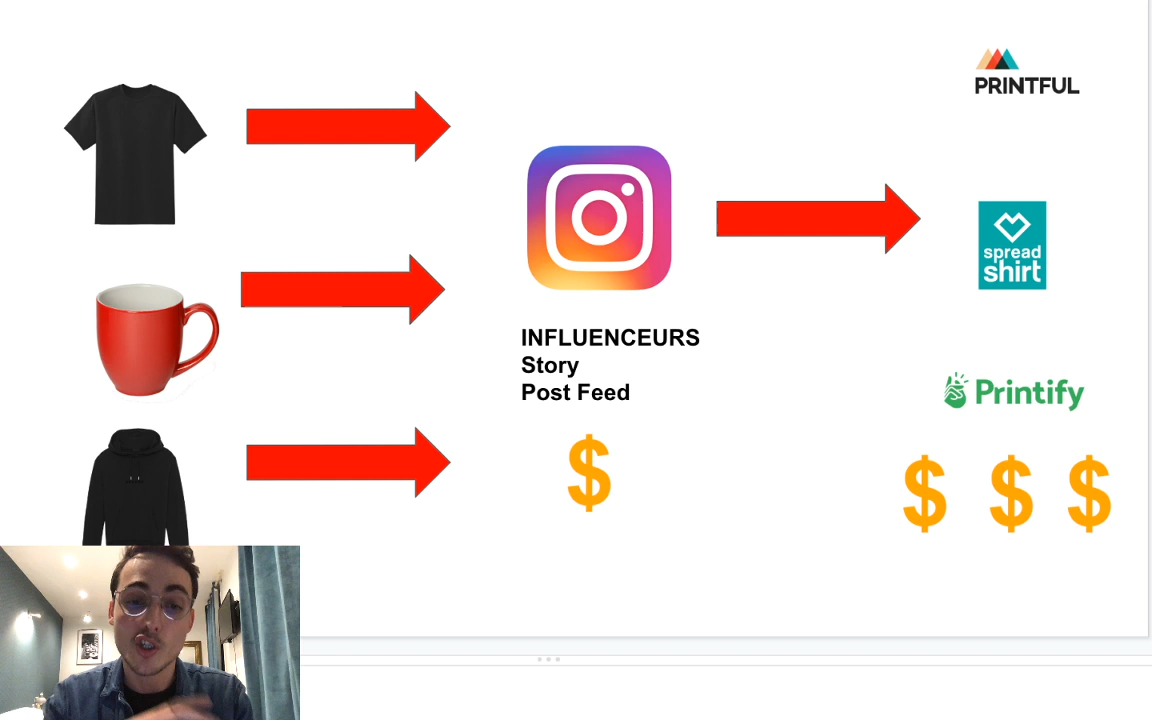 PRINTFUL
spread
shirt
INFLUENCEURS
Story
Post Feed
Printify
$
$ $ $